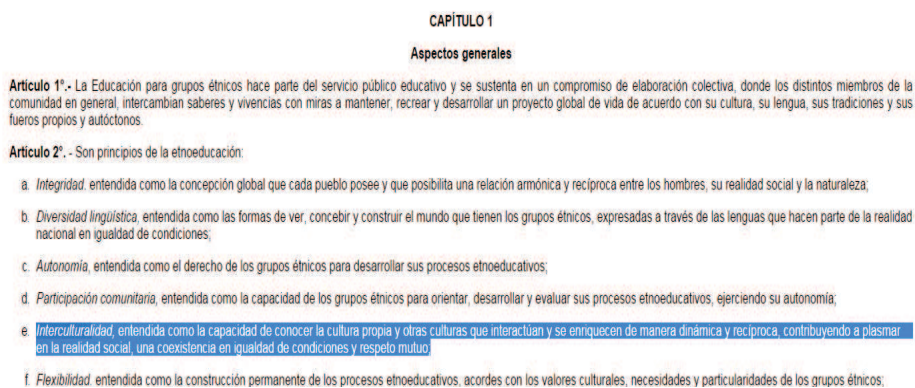 CAPÍTULO 1
Aspectos generales
Artículo 1°.- La Educación para grupos étnicos hace parte del servicio público educativo y se sustenta en un compromiso de elaboración colectiva, donde los distintos miembros de la
comunidad en general, intercambian saberes y vivencias con miras a mantener, recrear y desarrollar un proyecto global de vida de acuerdo con su cultura, su lengua, sus tradiciones y sus
fueros propios y autóctonos.
Artículo 2°. - Son principios de la etnoeducación:
a. Integridad. entendida como la concepción global que cada pueblo posee y que posibilita una relación armónica y recíproca entre los hombres, su realidad social y la naturaleza;
b. Diversidad lingüística, entendida como las formas de ver, concebir y construir el mundo que tienen los grupos étnicos, expresadas a través de las lenguas que hacen parte de la realidad
nacional en igualdad de condiciones;
c. Autonomía, entendida como el derecho de los grupos étnicos para desarrollar sus procesos etnoeducativos;
d. Participación comunitaria, entendida como la capacidad de los grupos étnicos para orientar, desarrollar y evaluar sus procesos etnoeducativos, ejerciendo su autonomía;
e. Interculturalidad, entendida como la capacidad de conocer la cultura propia y otras culturas que interactúan y se enriquecen de manera dinámica y recíproca, contribuyendo a plasmar
en la realidad social, una coexistencia en igualdad de condiciones y respeto mutuo;
f. Flexibilidad. entendida como la construcción permanente de los procesos etnoeducativos, acordes con los valores culturales, necesidades y particularidades de los grupos étnicos;